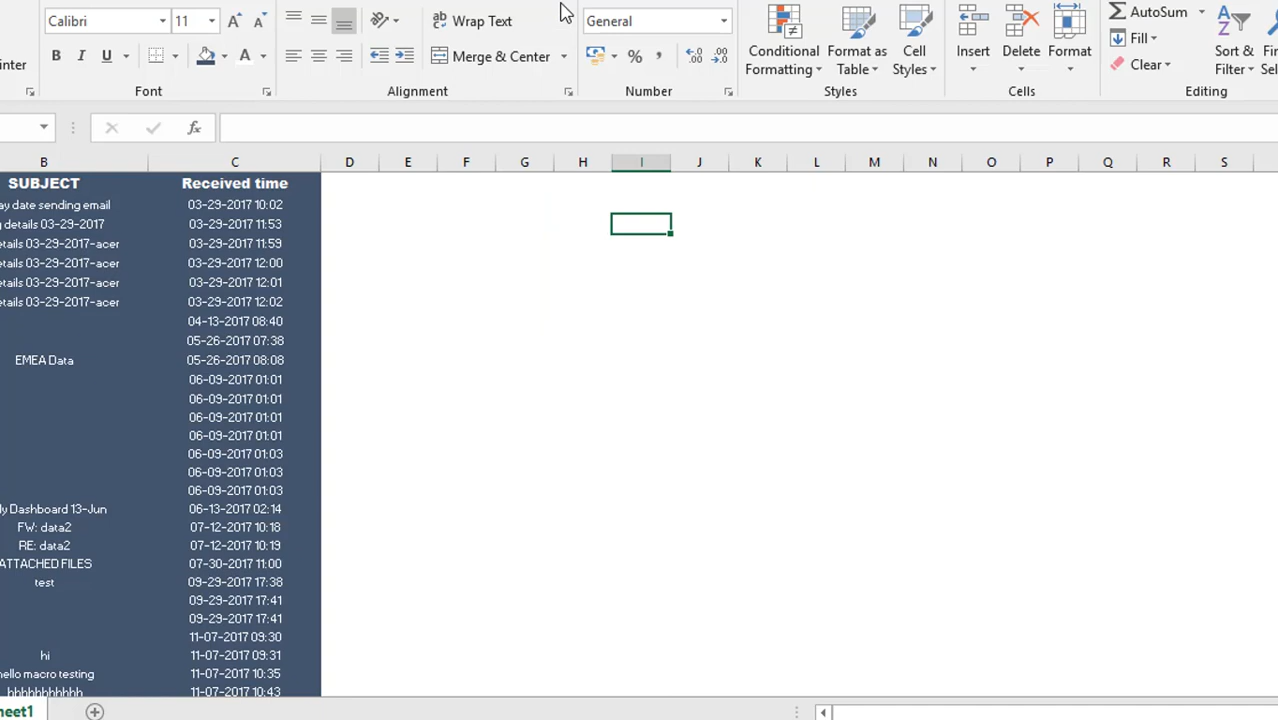 Calibri 11 A A Wrap Text General Conditional Format as Cell Insert Delete Format AutoSum Sort &
B I U A Merge & Center % , Formatting Table Styles Fill Filter
inter Clear
Font Alignment Number Styles Cells Editing
fx
B C D E F G H I J K L M N O P Q R S
SUBJECT Received time
ay date sending email 03-29-2017 10:02
g details 03-29-2017 03-29-2017 11:53
etails 03-29-2017-acer 03-29-2017 11:59
etails 03-29-2017-acer 03-29-2017 12:00
etails 03-29-2017-acer 03-29-2017 12:01
etails 03-29-2017-acer 03-29-2017 12:02
04-13-2017 08:40
05-26-2017 07:38
EMEA Data 05-26-2017 08:08
06-09-2017 01:01
06-09-2017 01:01
06-09-2017 01:01
06-09-2017 01:01
06-09-2017 01:03
06-09-2017 01:03
06-09-2017 01:03
ly Dashboard 13-Jun 06-13-2017 02:14
FW: data2 07-12-2017 10:18
RE: data2 07-12-2017 10:19
ATTACHED FILES 07-30-2017 11:00
test 09-29-2017 17:38
09-29-2017 17:41
09-29-2017 17:41
11-07-2017 09:30
hi 11-07-2017 09:31
hello macro testing 11-07-2017 10:35
hhhhhhhhhhh 11-07-2017 10:43
heet1